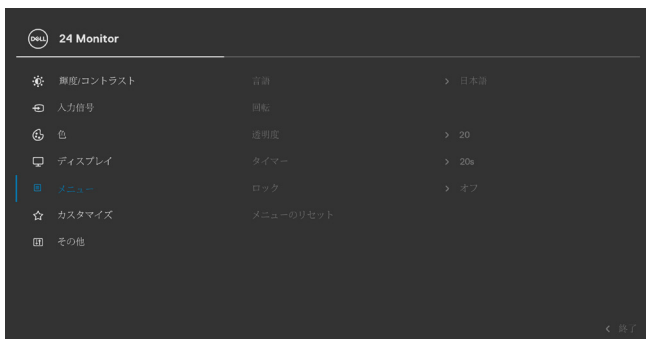 DELL 24 Monitor
輝度/コントラスト 言語 > 日本語
入力信号 回転
色 透明度 > 20
ディスプレイ タイマー > 20s
メニュー ロック > オフ
カスタマイズ メニューのリセット
その他
< 終了